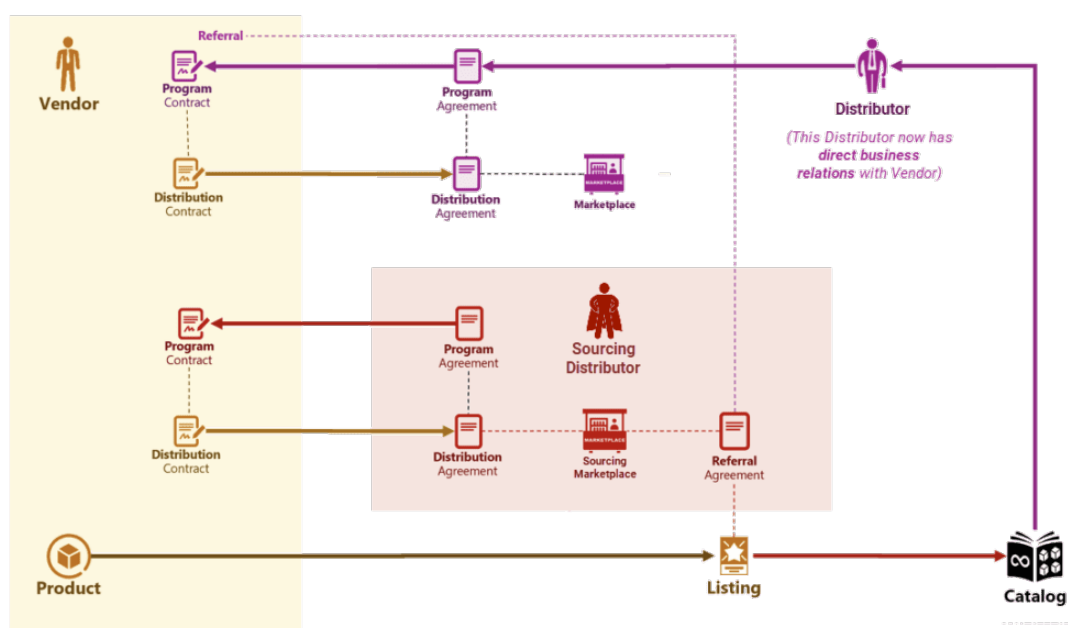 Referral
Vendor
Program
Contract
Program
Agreement
Distributor
(This Distributor now has
direct business
relations with Vendor)
Distribution
Contract
Distribution
Agreement
MARKETPLACE
Marketplace
Program
Contract
Program
Agreement
Sourcing
Distributor
Distribution
Contract
Distribution
Agreement
MARKETPLACE
Sourcing
Marketplace
Referral
Agreement
Product
Listing
Catalog